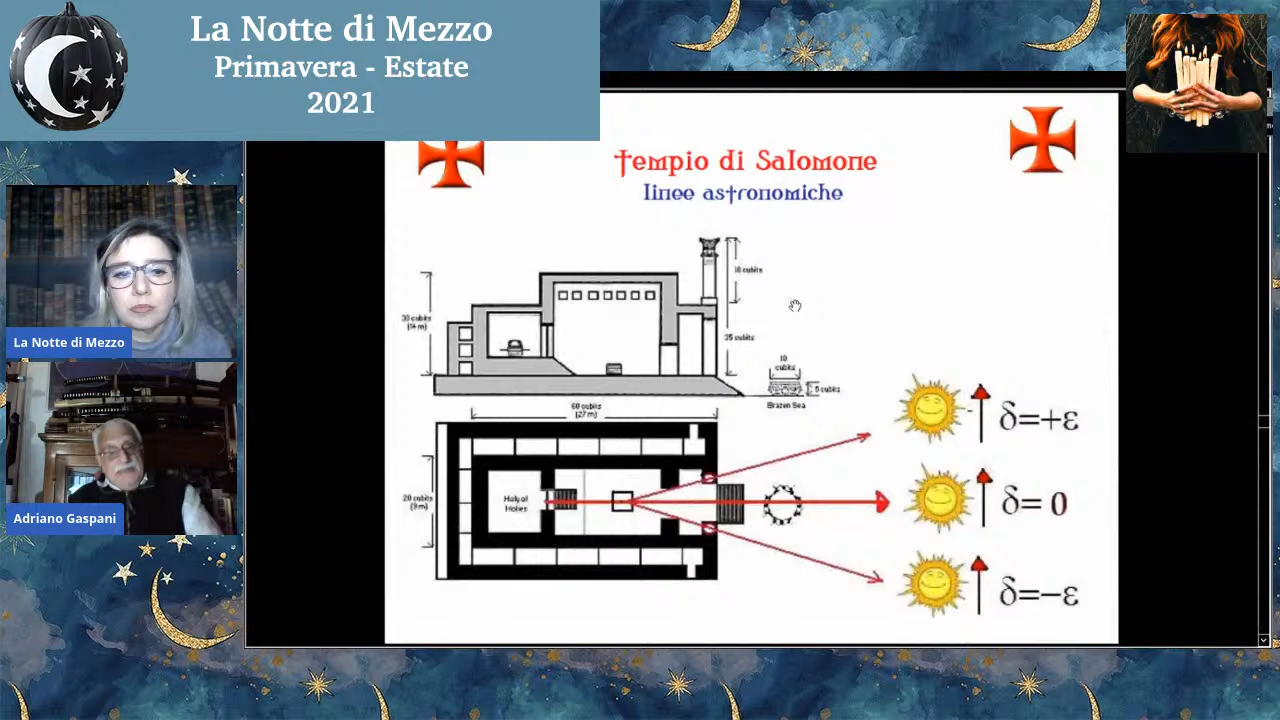 La Notte di Mezzo
Primavera - Estate
2021
Tempio di Salomone
linee astronomiche
10 cubits
30 cubits
(14 m)
35 cubits
10
cubits
5 cubits
Brazen Sea
60 cubits
(27 m)
20 cubits
(9 m)
Holy of
Holies
δ=+ε
δ= 0
δ=−ε
La Notte di Mezzo
Adriano Gaspani